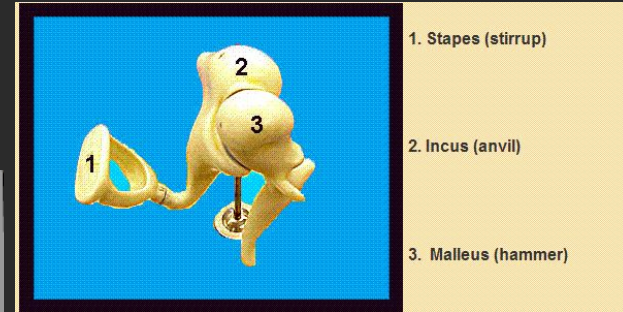 1. Stapes (stirrup)
2
3
1
2. Incus (anvil)
3. Malleus (hammer)